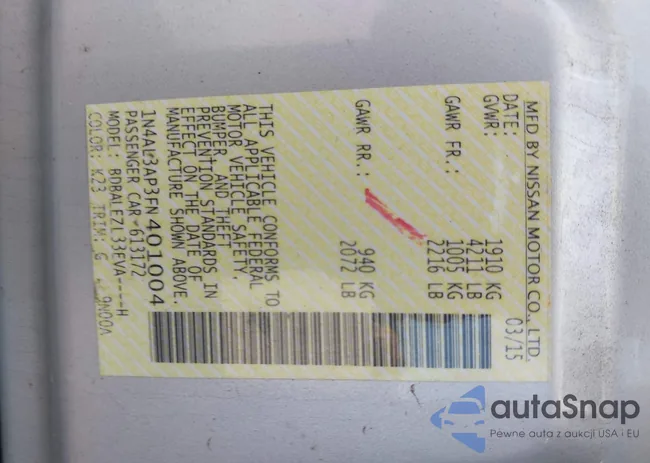 MFD BY NISSAN MOTOR CO., LTD.
DATE: 03/15
GVWR: 1910 KG
4211 LB
GAWR FR.: 1005 KG
2216 LB
GAWR RR.: 940 KG
2072 LB
THIS VEHICLE CONFORMS TO
ALL APPLICABLE FEDERAL
MOTOR VEHICLE SAFETY,
BUMPER, AND THEFT
PREVENTION STANDARDS IN
EFFECT ON THE DATE OF
MANUFACTURE SHOWN ABOVE.
1N4AL3AP3FN401004
PASSENGER CAR-613172
MODEL: BDBALEZL33EVA----H
COLOR: K23 TRIM: G
autaSnap
Pewne auta z aukcji USA i EU